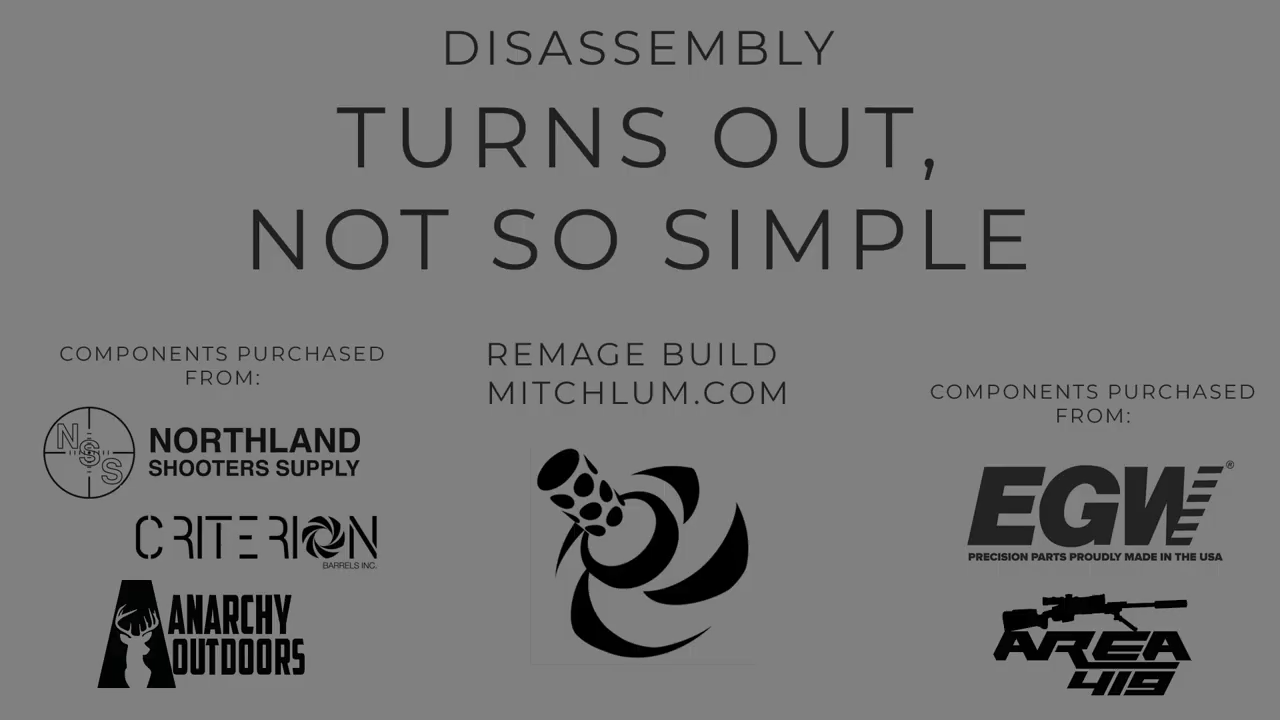 DISASSEMBLY
TURNS OUT,
NOT SO SIMPLE
COMPONENTS PURCHASED
FROM:
NSS
NORTHLAND
SHOOTERS SUPPLY
CRITERION
BARRELS INC.
ANARCHY
OUTDOORS
REMAGE BUILD
MITCHLUM.COM
COMPONENTS PURCHASED
FROM:
EGW®
PRECISION PARTS PROUDLY MADE IN THE USA
AREA
419